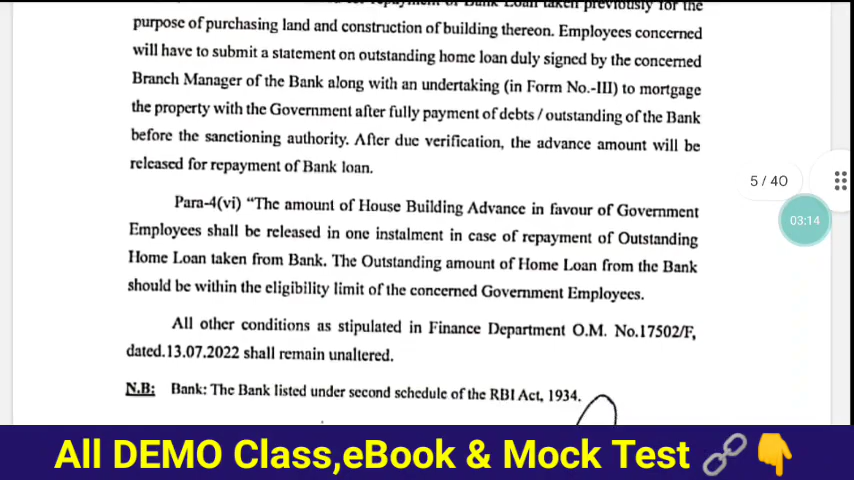 repayment of Bank Loan taken previously for the
purpose of purchasing land and construction of building thereon. Employees concerned
will have to submit a statement on outstanding home loan duly signed by the concerned
Branch Manager of the Bank along with an undertaking (in Form No.-III) to mortgage
the property with the Government after fully payment of debts / outstanding of the Bank
before the sanctioning authority. After due verification, the advance amount will be
released for repayment of Bank loan.
Para-4(vi) “The amount of House Building Advance in favour of Government
Employees shall be released in one instalment in case of repayment of Outstanding
Home Loan taken from Bank. The Outstanding amount of Home Loan from the Bank
should be within the eligibility limit of the concerned Government Employees.
All other conditions as stipulated in Finance Department O.M. No.17502/F,
dated.13.07.2022 shall remain unaltered.
N.B: Bank: The Bank listed under second schedule of the RBI Act, 1934.
5 / 40
03:14
All DEMO Class,eBook & Mock Test 🔗👇